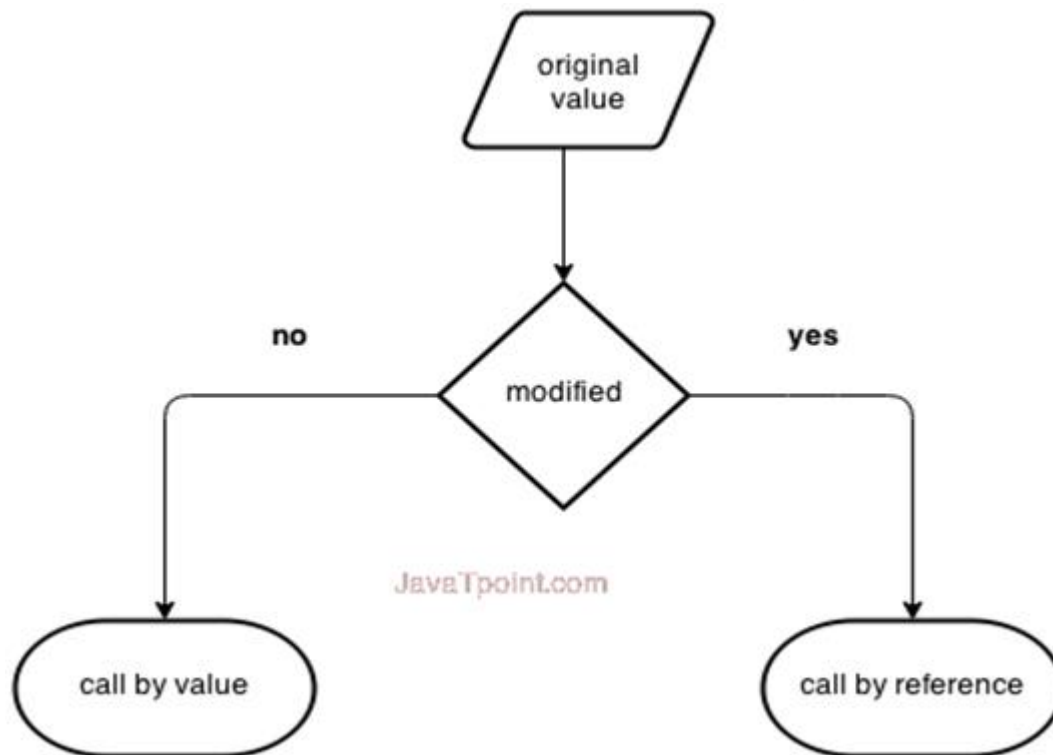 original
value
no
yes
modified
JavaTpoint.com
call by value
call by reference